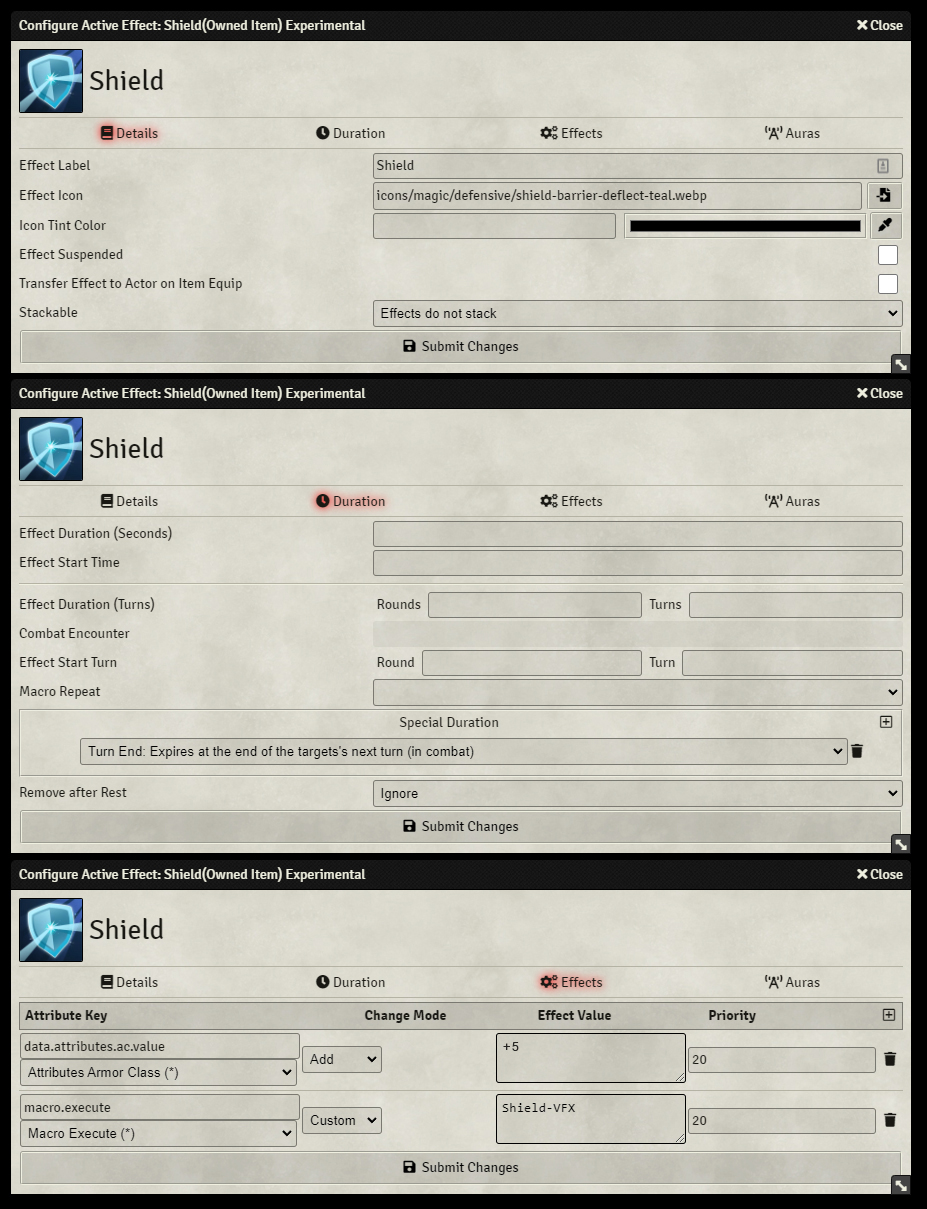 Configure Active Effect: Shield(Owned Item) Experimental Close
Shield
Details Duration Effects Auras
Effect Label Shield
Effect Icon icons/magic/defensive/shield-barrier-deflect-teal.webp
Icon Tint Color
Effect Suspended
Transfer Effect to Actor on Item Equip
Stackable Effects do not stack
Submit Changes
Configure Active Effect: Shield(Owned Item) Experimental Close
Shield
Details Duration Effects Auras
Effect Duration (Seconds)
Effect Start Time
Effect Duration (Turns) Rounds Turns
Combat Encounter
Effect Start Turn Round Turn
Macro Repeat
Special Duration
Turn End: Expires at the end of the targets's next turn (in combat)
Remove after Rest Ignore
Submit Changes
Configure Active Effect: Shield(Owned Item) Experimental Close
Shield
Details Duration Effects Auras
Attribute Key Change Mode Effect Value Priority
data.attributes.ac.value
Attributes Armor Class (*) Add +5 20
macro.execute
Macro Execute (*) Custom Shield-VFX 20
Submit Changes